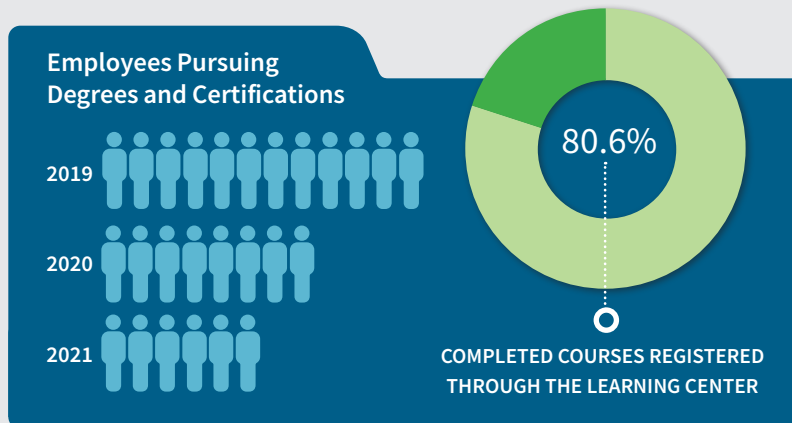 Employees Pursuing
Degrees and Certifications
2019
2020
2021
80.6%
COMPLETED COURSES REGISTERED
THROUGH THE LEARNING CENTER